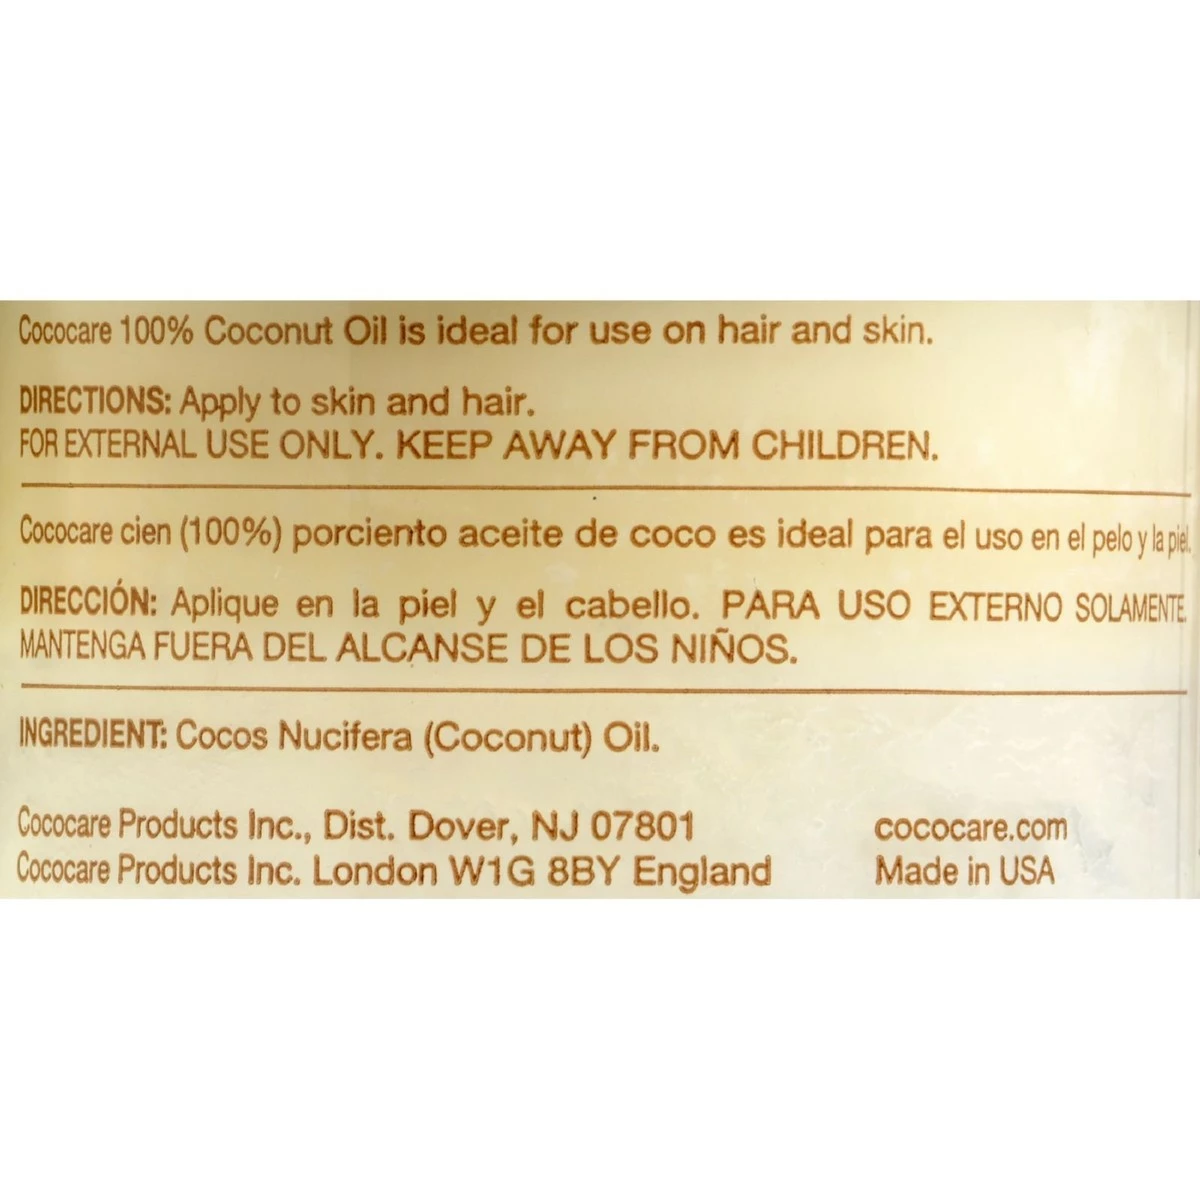 Cococare 100% Coconut Oil is ideal for use on hair and skin.
DIRECTIONS: Apply to skin and hair.
FOR EXTERNAL USE ONLY. KEEP AWAY FROM CHILDREN.
Cococare cien (100%) porciento aceite de coco es ideal para el uso en el pelo y la piel.
DIRECCIÓN: Aplique en la piel y el cabello. PARA USO EXTERNO SOLAMENTE.
MANTENGA FUERA DEL ALCANSE DE LOS NIÑOS.
INGREDIENT: Cocos Nucifera (Coconut) Oil.
Cococare Products Inc., Dist. Dover, NJ 07801
Cococare Products Inc. London W1G 8BY England
cococare.com
Made in USA